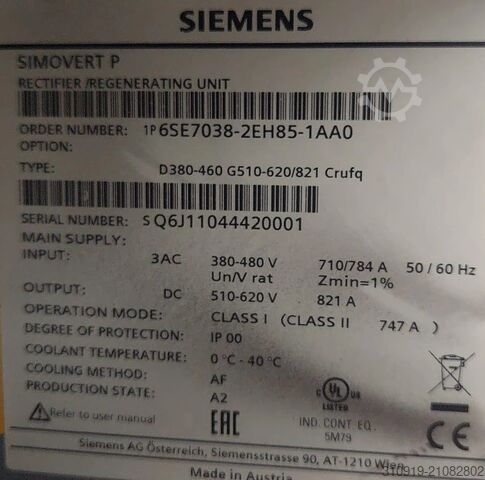 SIEMENS
SIMOVERT P
RECTIFIER /REGENERATING UNIT
ORDER NUMBER: 1P 6SE7038-2EH85-1AA0
OPTION:
TYPE: D380-460 G510-620/821 Crufq
SERIAL NUMBER: S Q6J11044420001
MAIN SUPPLY:
INPUT: 3AC 380-480 V 710/784 A 50/60 Hz
Un/V rat Zmin=1%
OUTPUT: DC 510-620 V 821 A
OPERATION MODE: CLASS I (CLASS II 747 A )
DEGREE OF PROTECTION: IP 00
COOLANT TEMPERATURE: 0 °C - 40 °C
COOLING METHOD: AF
PRODUCTION STATE: A2
C UL US
LISTED
Refer to user manual
EAC
IND. CONT. EQ.
5M79
CE
Siemens AG Österreich, Siemensstrasse 90, AT-1210 Wien
Made in Austria
310919-21082802